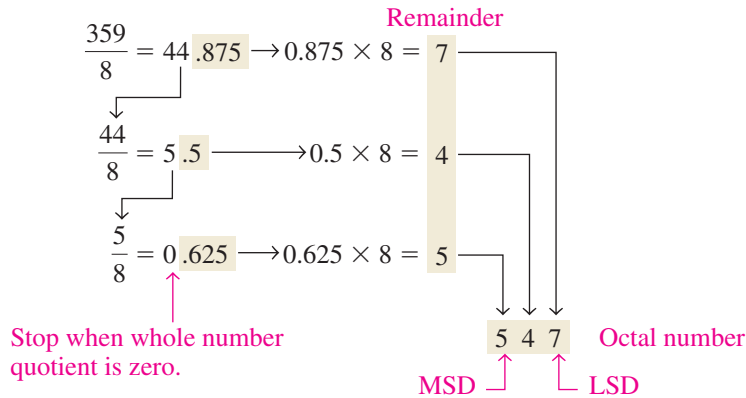 Remainder
359/8 = 44 .875 → 0.875 × 8 = 7
44/8 = 5 .5 → 0.5 × 8 = 4
5/8 = 0 .625 → 0.625 × 8 = 5
Stop when whole number
quotient is zero.
5 4 7 Octal number
MSD LSD